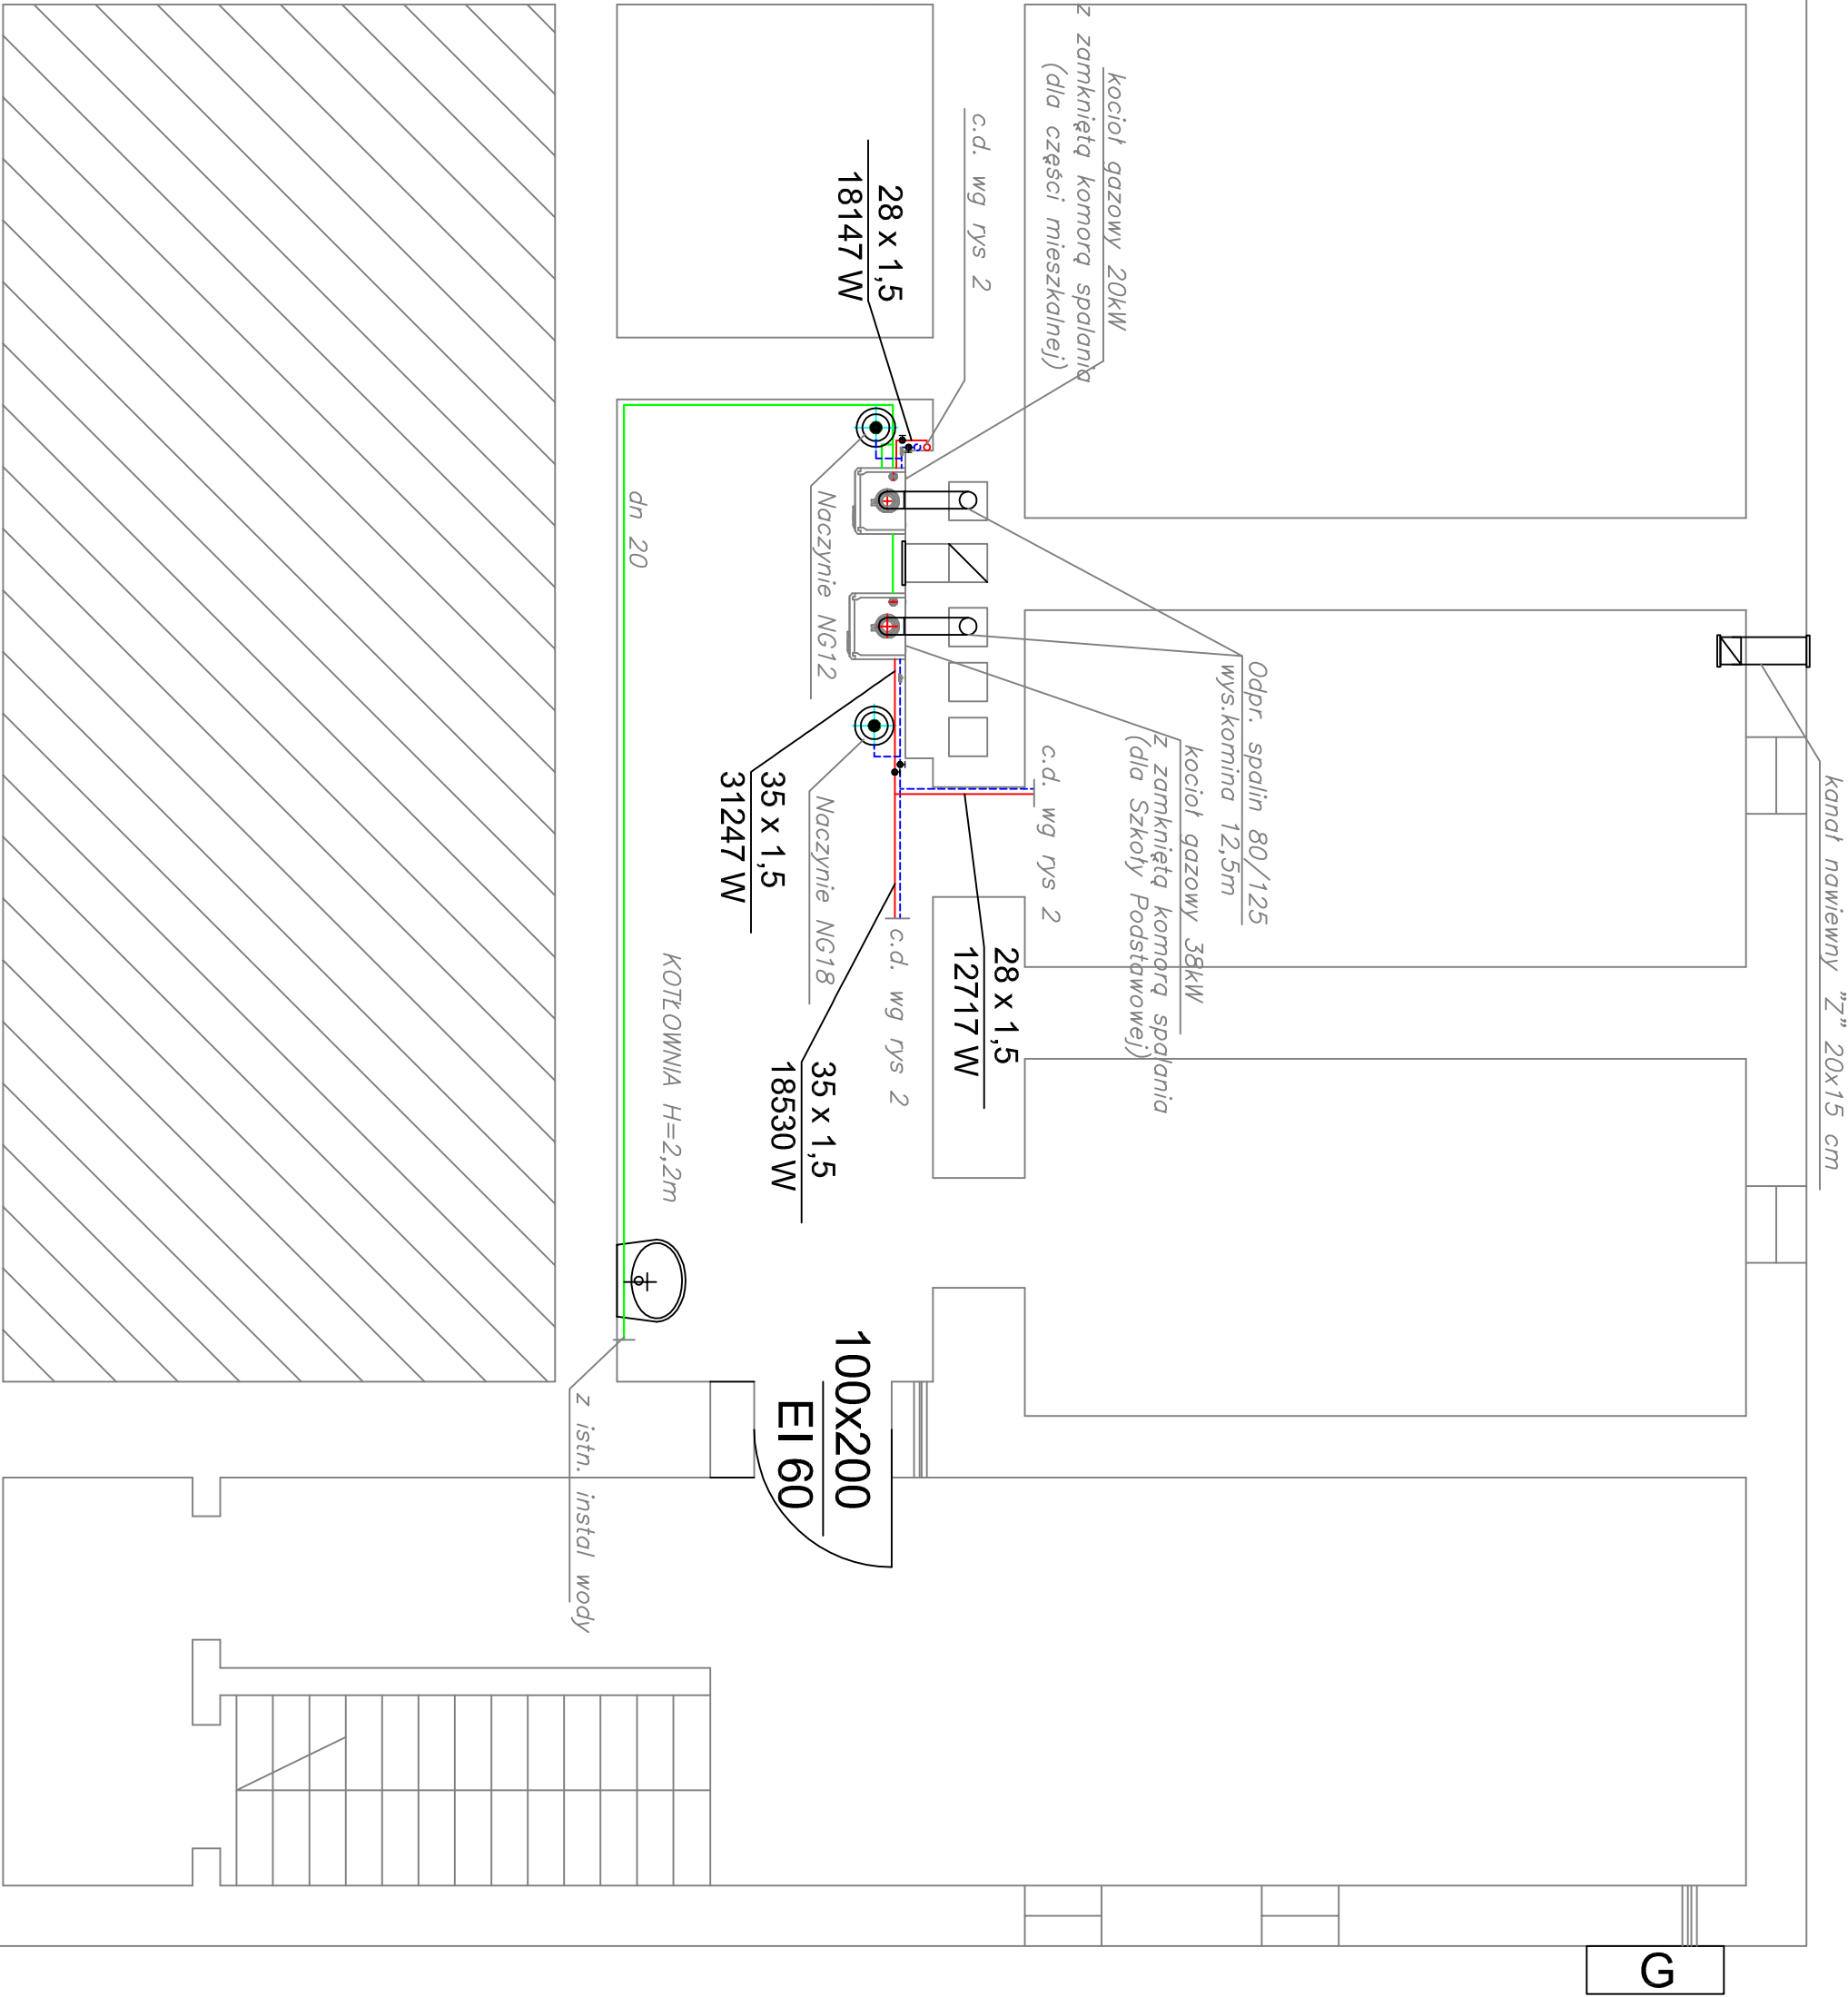 kanał nawiewny "z" 20x15 cm
kocioł gazowy 20kW
z zamkniętą komorą spalania
(dla części mieszkalnej)
c.d. wg rys 2
28 x 1,5
18147 W
Odpr. spalin 80/125
wys.komina 12,5m
kocioł gazowy 38kW
z zamkniętą komorą spalania
(dla Szkoły Podstawowej)
c.d. wg rys 2
28 x 1,5
12717 W
c.d. wg rys 2
Naczynie NG12
Naczynie NG18
35 x 1,5
31247 W
35 x 1,5
18530 W
dn 20
KOTŁOWNIA H=2,2m
100x200
EI 60
z istn. instal wody
G